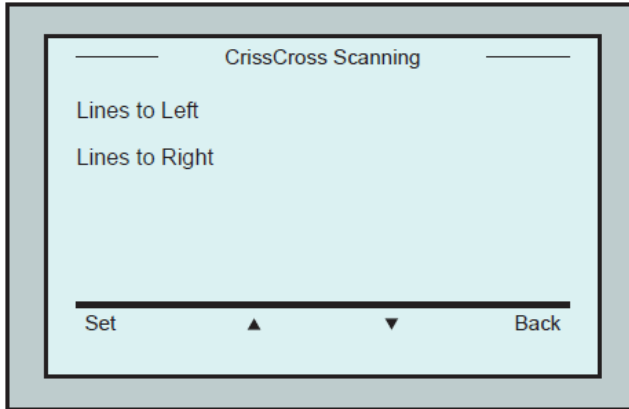 CrissCross Scanning
Lines to Left
Lines to Right
Set ▲ ▼ Back